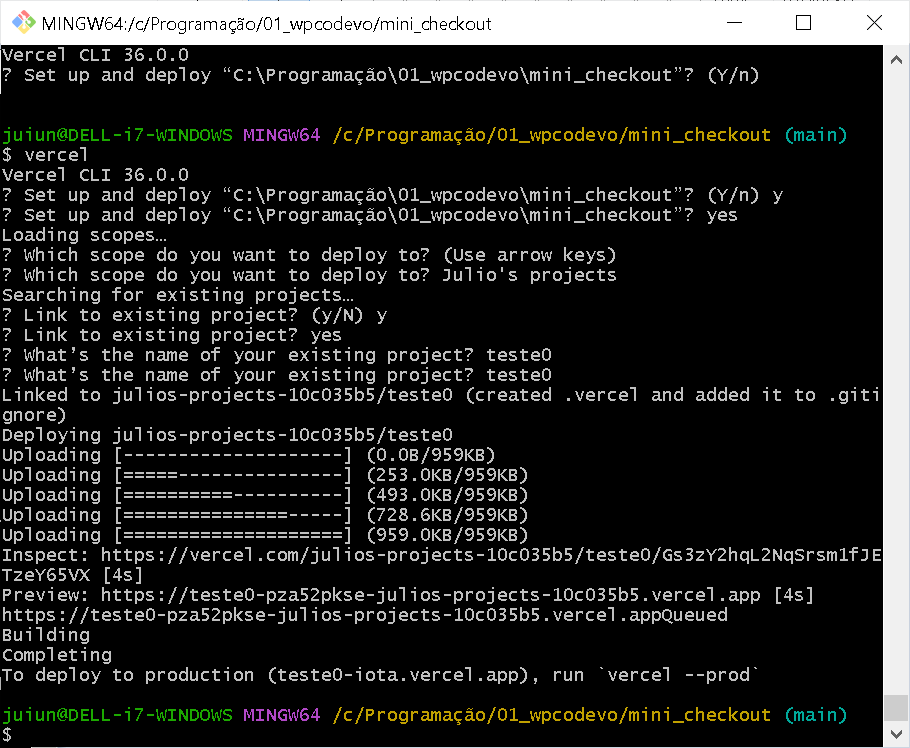 MINGW64:/c/Programação/01_wpcodevo/mini_checkout
Vercel CLI 36.0.0
? Set up and deploy “C:\Programação\01_wpcodevo\mini_checkout”? (Y/n)
juiun@DELL-i7-WINDOWS MINGW64 /c/Programação/01_wpcodevo/mini_checkout (main)
$ vercel
Vercel CLI 36.0.0
? Set up and deploy “C:\Programação\01_wpcodevo\mini_checkout”? (Y/n) y
? Set up and deploy “C:\Programação\01_wpcodevo\mini_checkout”? yes
Loading scopes…
? Which scope do you want to deploy to? (Use arrow keys)
? Which scope do you want to deploy to? Julio's projects
Searching for existing projects…
? Link to existing project? (y/N) y
? Link to existing project? yes
? What’s the name of your existing project? teste0
? What’s the name of your existing project? teste0
Linked to julios-projects-10c035b5/teste0 (created .vercel and added it to .giti
gnore)
Deploying julios-projects-10c035b5/teste0
Uploading [--------------------] (0.0B/959KB)
Uploading [=====---------------] (253.0KB/959KB)
Uploading [==========----------] (493.0KB/959KB)
Uploading [===============-----] (728.6KB/959KB)
Uploading [====================] (959.0KB/959KB)
Inspect: https://vercel.com/julios-projects-10c035b5/teste0/Gs3zY2hqL2NqSrsm1fJE
TzeY65VX [4s]
Preview: https://teste0-pza52pkse-julios-projects-10c035b5.vercel.app [4s]
https://teste0-pza52pkse-julios-projects-10c035b5.vercel.appQueued
Building
Completing
To deploy to production (teste0-iota.vercel.app), run `vercel --prod`
juiun@DELL-i7-WINDOWS MINGW64 /c/Programação/01_wpcodevo/mini_checkout (main)
$